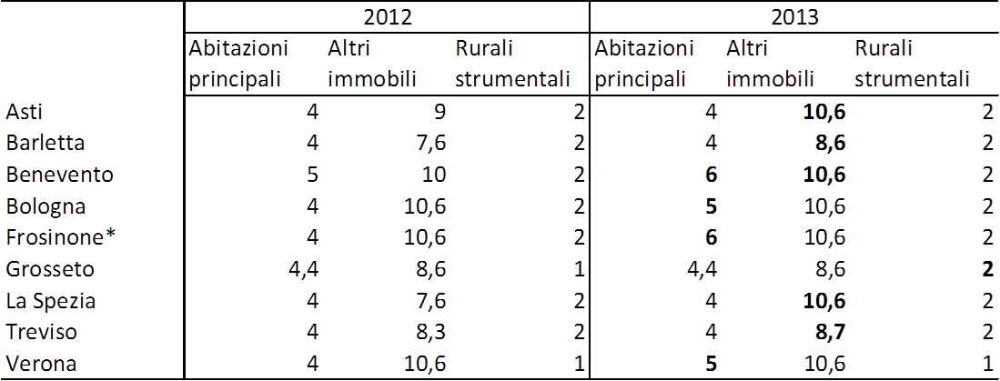 2012 2013
Abitazioni Altri Rurali Abitazioni Altri Rurali
principali immobili strumentali principali immobili strumentali
Asti 4 9 2 4 10,6 2
Barletta 4 7,6 2 4 8,6 2
Benevento 5 10 2 6 10,6 2
Bologna 4 10,6 2 5 10,6 2
Frosinone* 4 10,6 2 6 10,6 2
Grosseto 4,4 8,6 1 4,4 8,6 2
La Spezia 4 7,6 2 4 10,6 2
Treviso 4 8,3 2 4 8,7 2
Verona 4 10,6 1 5 10,6 1